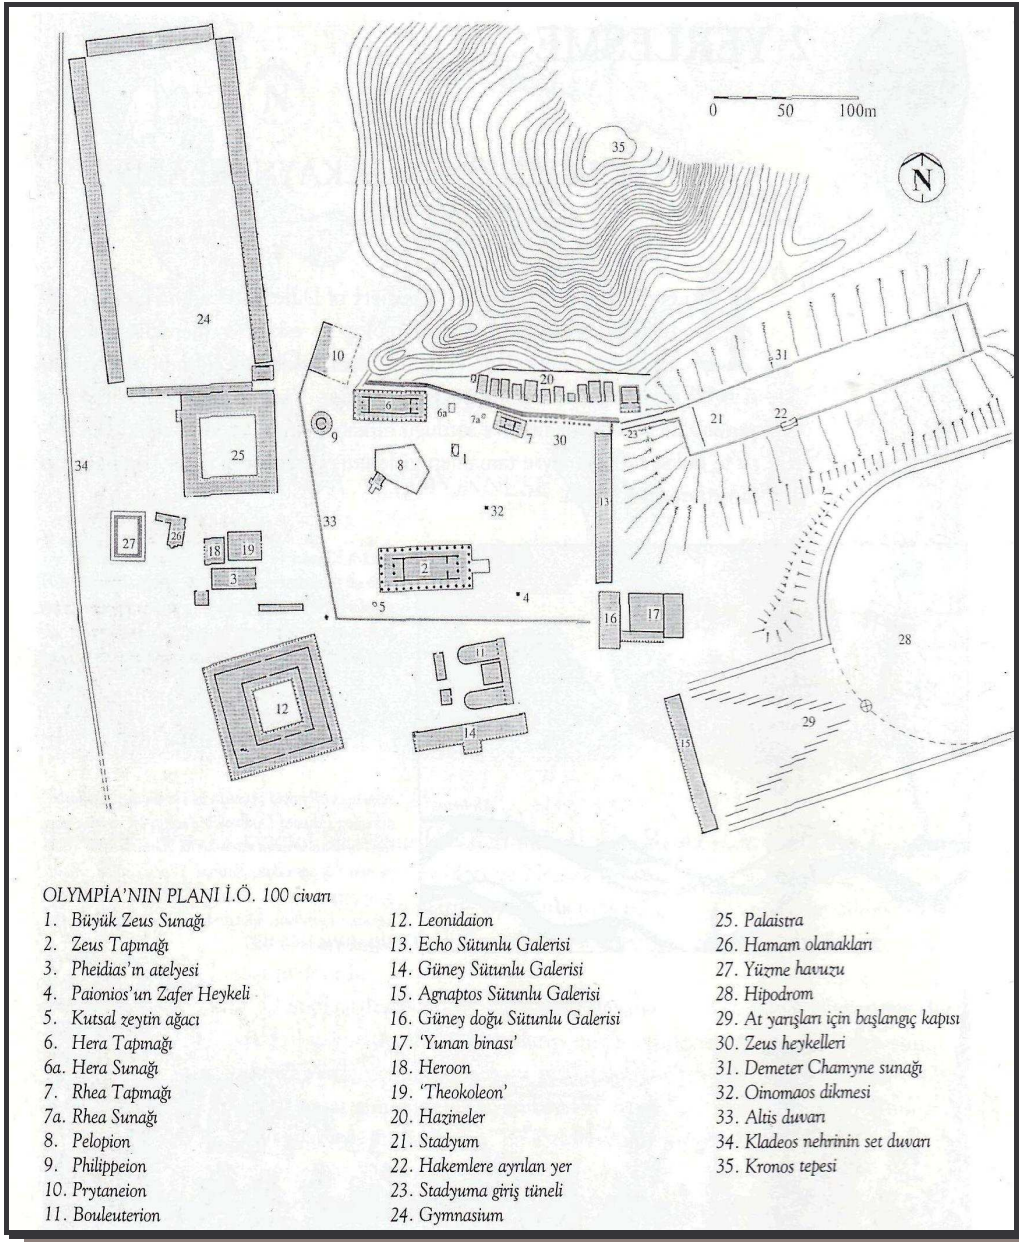 0 50 100m
N
35
24
10
31
20
6
6a
7a
7
21
22
9
30
23
8
1
25
34
13
32
33
27
26
18
19
2
3
4
5
16
17
28
11
12
14
15
29
OLYMPİA'NIN PLANI İ.Ö. 100 civarı
1. Büyük Zeus Sunağı
2. Zeus Tapınağı
3. Pheidias'ın atelyesi
4. Paionios'un Zafer Heykeli
5. Kutsal zeytin ağacı
6. Hera Tapınağı
6a. Hera Sunağı
7. Rhea Tapınağı
7a. Rhea Sunağı
8. Pelopion
9. Philippeion
10. Prytaneion
11. Bouleuterion
12. Leonidaion
13. Echo Sütunlu Galerisi
14. Güney Sütunlu Galerisi
15. Agnaptos Sütunlu Galerisi
16. Güney doğu Sütunlu Galerisi
17. 'Yunan binası'
18. Heroon
19. 'Theokoleon'
20. Hazineler
21. Stadyum
22. Hakemlere ayrılan yer
23. Stadyuma giriş tüneli
24. Gymnasium
25. Palaistra
26. Hamam olanakları
27. Yüzme havuzu
28. Hipodrom
29. At yarışları için başlangıç kapısı
30. Zeus heykelleri
31. Demeter Chamyne sunağı
32. Oinomaos dikmesi
33. Altis duvarı
34. Kladeos nehrinin set duvarı
35. Kronos tepesi